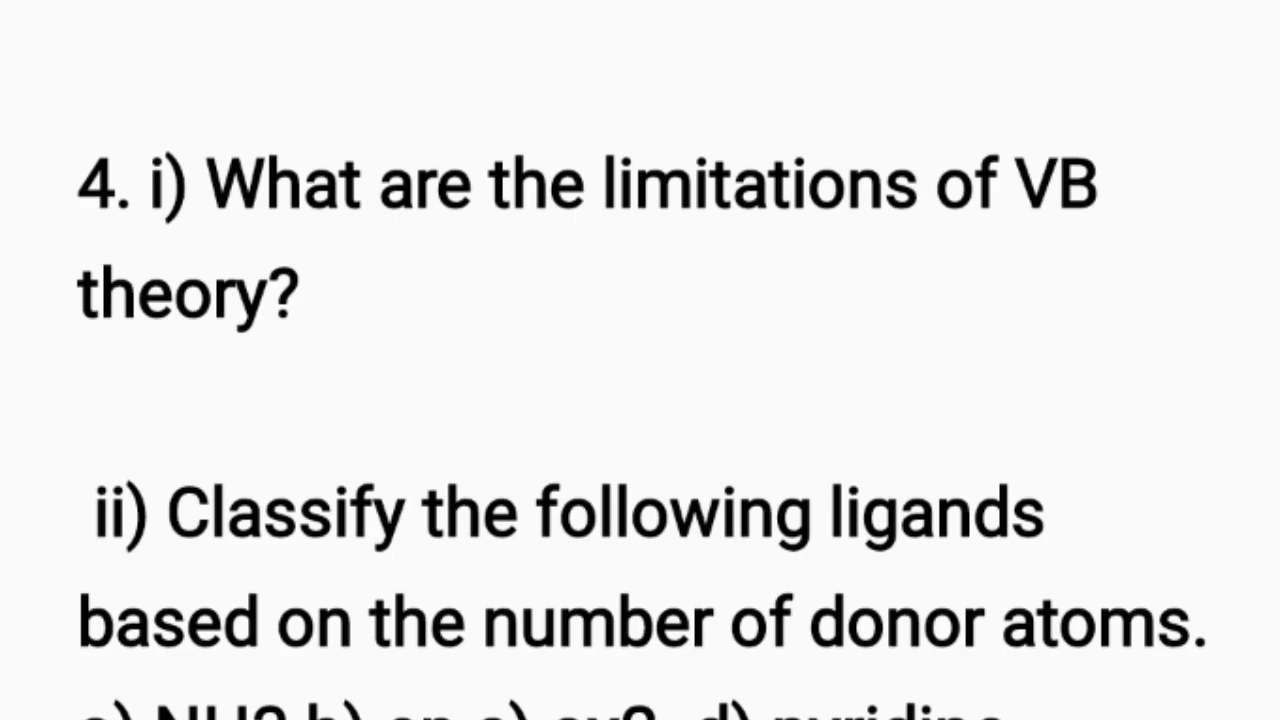 4. i) What are the limitations of VB
theory?
ii) Classify the following ligands
based on the number of donor atoms.